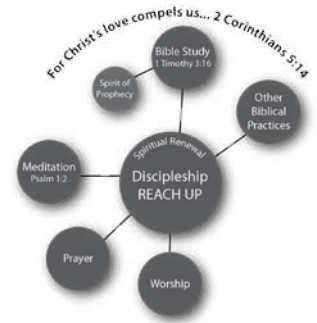 For Christ's love compels us... 2 Corinthians 5:14
Bible Study
1 Timothy 3:16
Spirit of
Prophecy
Other
Biblical
Practices
Spiritual Renewal
Discipleship
REACH UP
Meditation
Psalm 1:2
Prayer
Worship